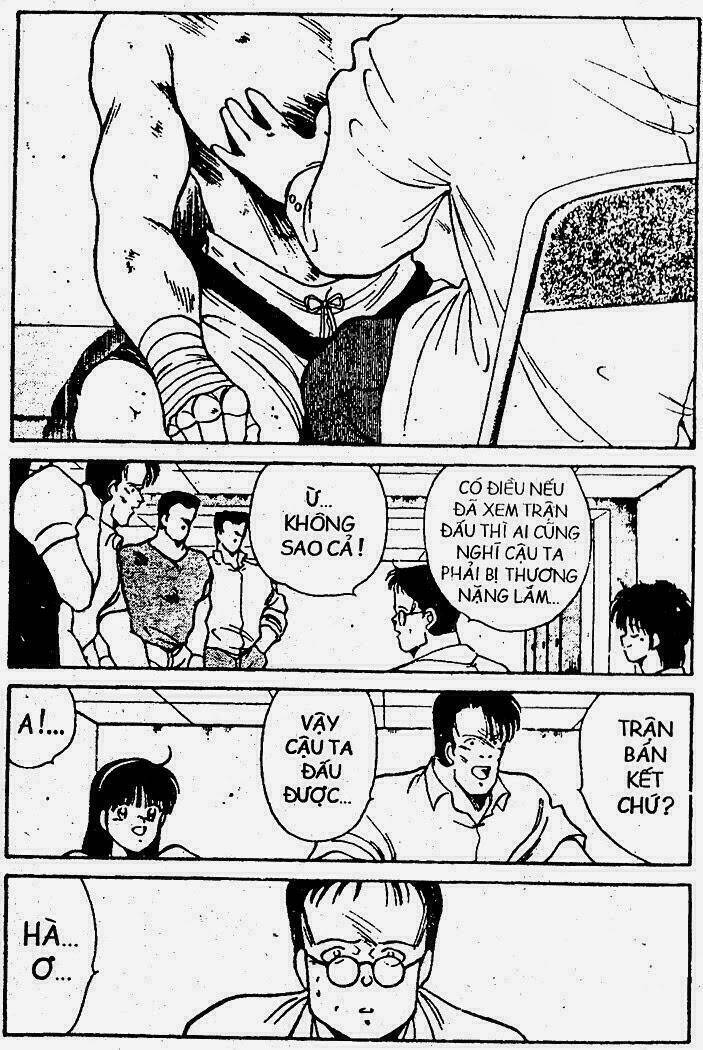 Ừ...
KHÔNG
SAO CẢ!
CÓ ĐIỀU NẾU
ĐÃ XEM TRẬN
ĐẤU THÌ AI CŨNG
NGHĨ CẬU TA
PHẢI BỊ THƯƠNG
NẶNG LẮM...
A!...
VẬY
CẬU TA
ĐẤU
ĐƯỢC...
TRẬN
BÁN
KẾT
CHỨ?
HÀ...
Ơ...